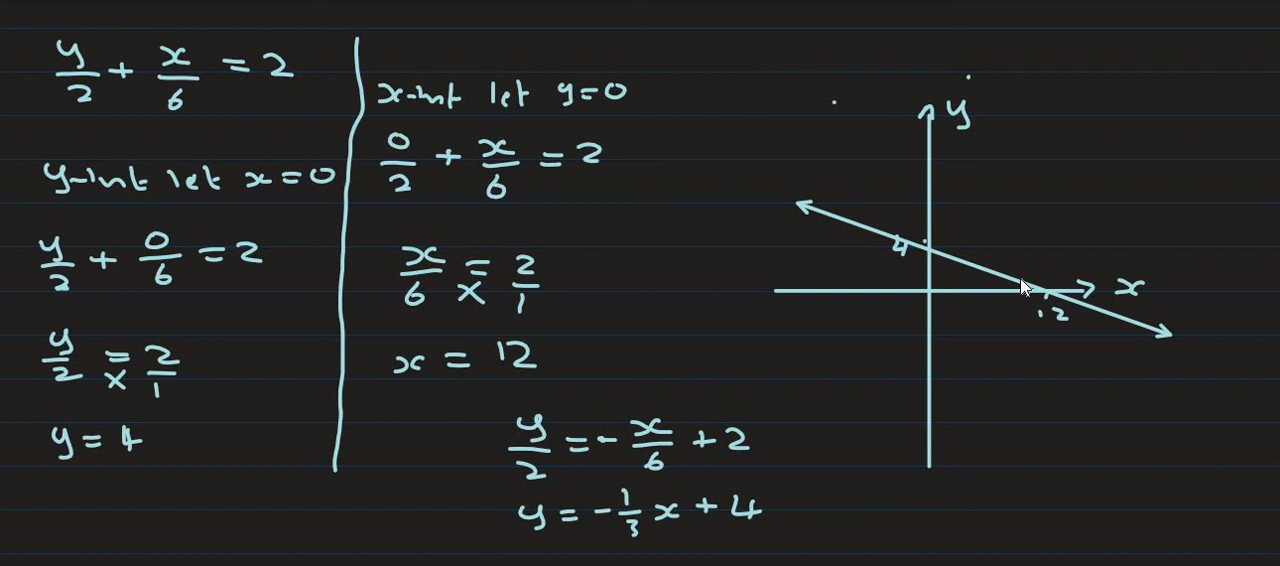 y/2 + x/6 = 2
y-int let x = 0
y/2 + 0/6 = 2
y/2 = 2/1
x
y = 4
x-int let y = 0
0/2 + x/6 = 2
x/6 = 2/1
x
x = 12
y/2 = - x/6 + 2
y = - 1/3 x + 4
y
4
x
12